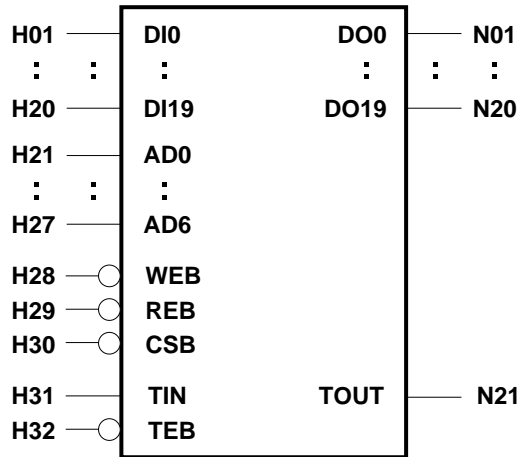 H01 DI0 DO0 N01
: : : : : :
H20 DI19 DO19 N20
H21 AD0
: : :
H27 AD6
H28 WEB
H29 REB
H30 CSB
H31 TIN TOUT N21
H32 TEB